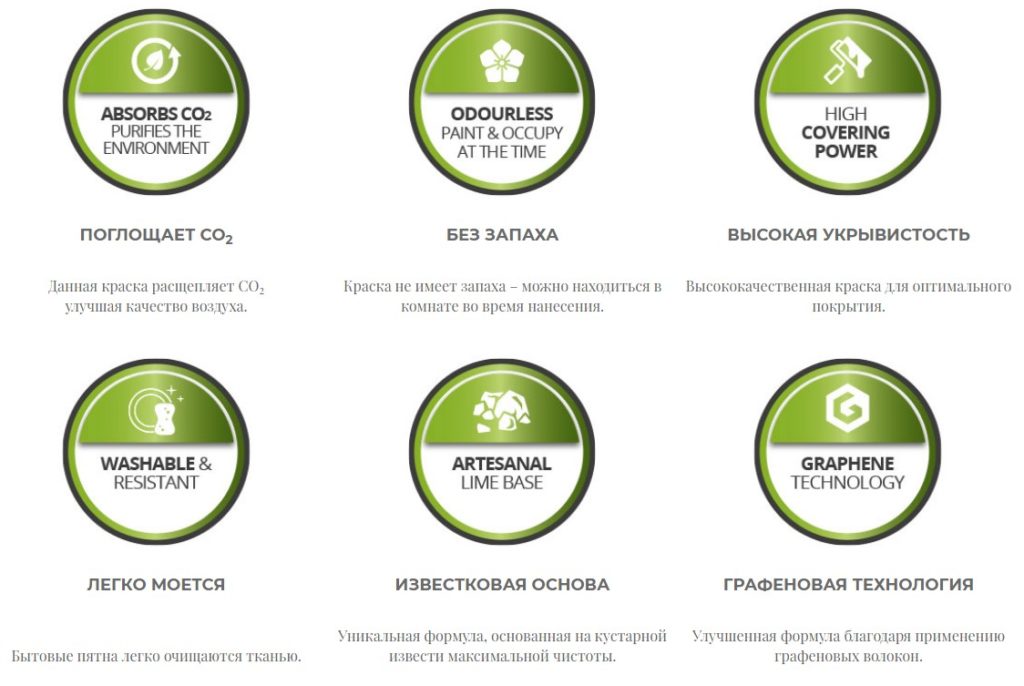 ABSORBS CO₂
PURIFIES THE
ENVIRONMENT
ODOURLESS
PAINT & OCCUPY
AT THE TIME
HIGH
COVERING
POWER
ПОГЛОЩАЕТ CO₂
БЕЗ ЗАПАХА
ВЫСОКАЯ УКРЫВИСТОСТЬ
Данная краска расщепляет CO₂
улучшая качество воздуха.
Краска не имеет запаха – можно находиться в
комнате во время нанесения.
Высококачественная краска для оптимального
покрытия.
WASHABLE &
RESISTANT
ARTESANAL
LIME BASE
G
GRAPHENE
TECHNOLOGY
ЛЕГКО МОЕТСЯ
ИЗВЕСТКОВАЯ ОСНОВА
ГРАФЕНОВАЯ ТЕХНОЛОГИЯ
Бытовые пятна легко очищаются тканью.
Уникальная формула, основанная на кустарной
извести максимальной чистоты.
Улучшенная формула благодаря применению
графеновых волокон.